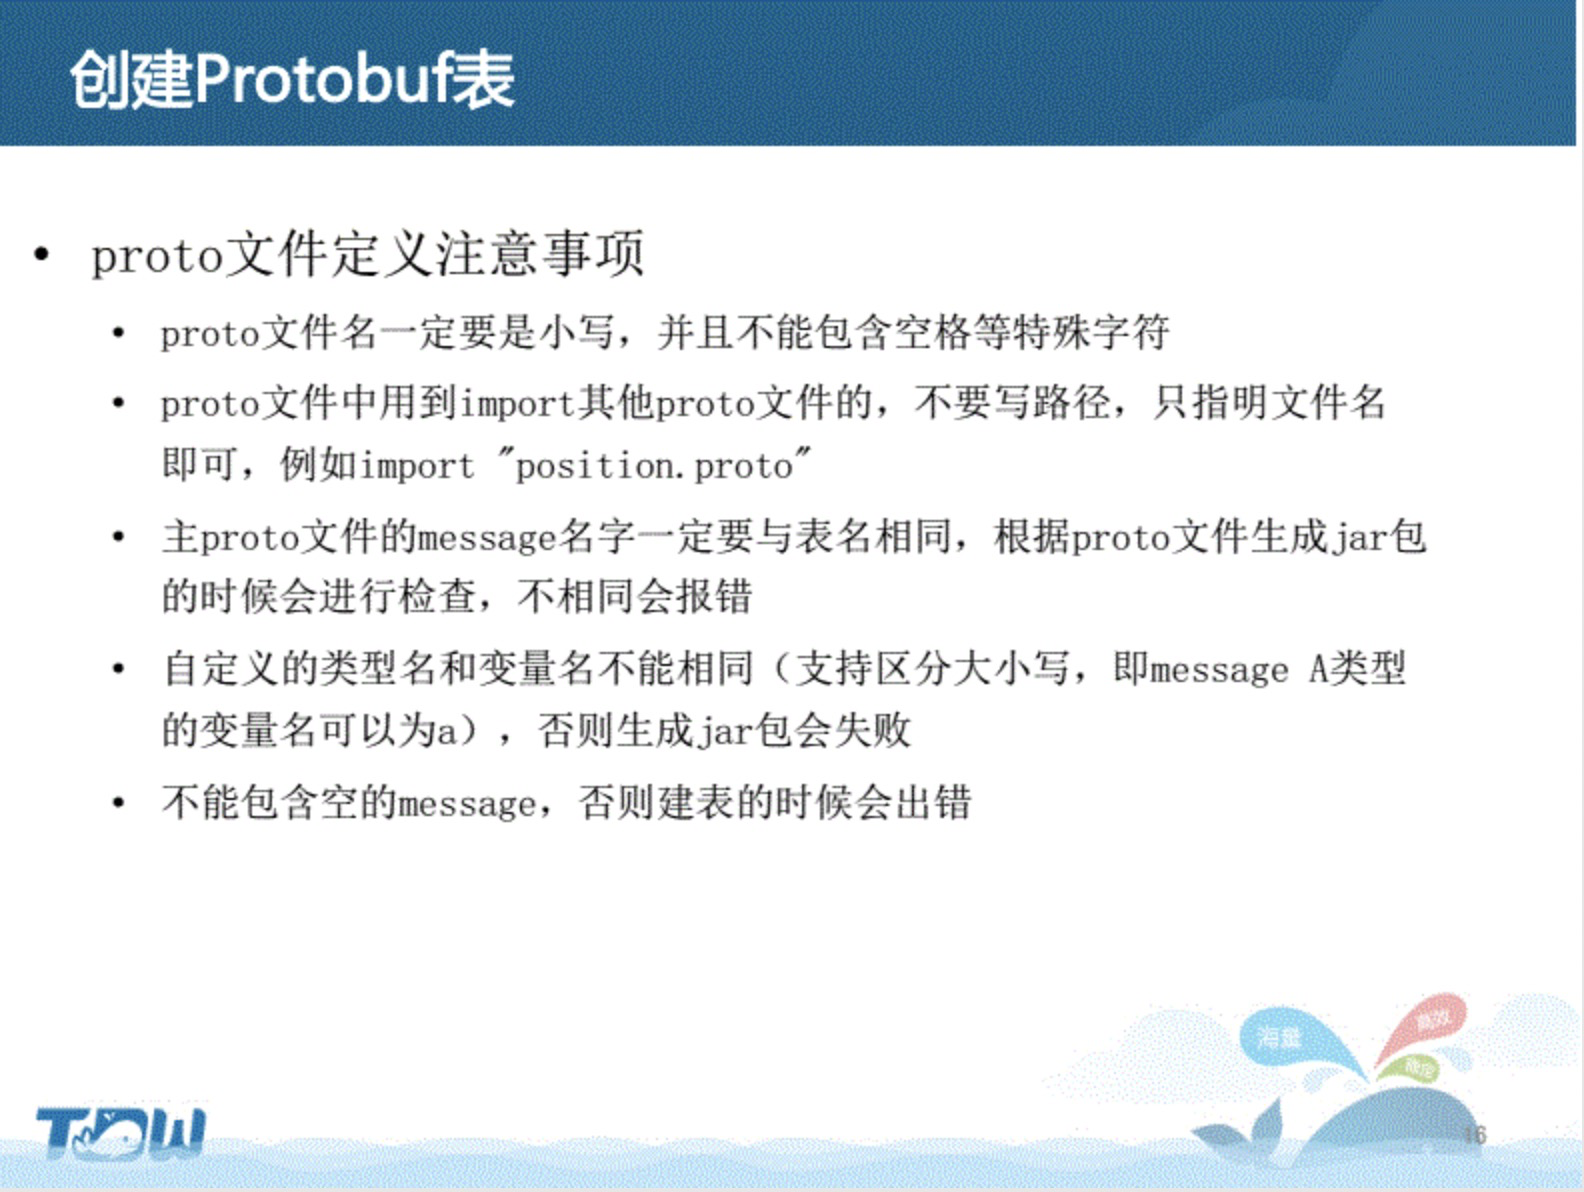 创建Protobuf表
• proto文件定义注意事项
• proto文件名一定要是小写，并且不能包含空格等特殊字符
• proto文件中用到import其他proto文件的，不要写路径，只指明文件名
即可，例如import "position.proto"
• 主proto文件的message名字一定要与表名相同，根据proto文件生成jar包
的时候会进行检查，不相同会报错
• 自定义的类型名和变量名不能相同（支持区分大小写，即message A类型
的变量名可以为a），否则生成jar包会失败
• 不能包含空的message，否则建表的时候会出错
海量
高效
TDW
16